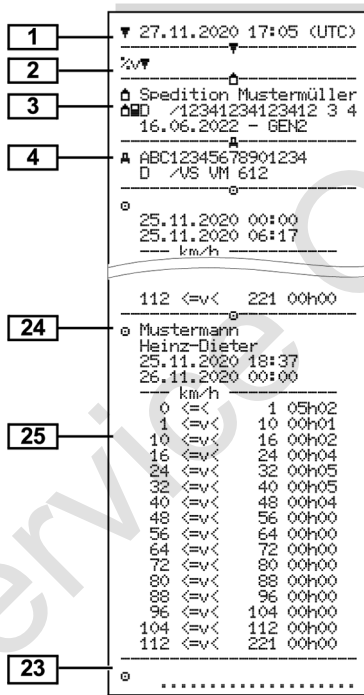 1 ▼ 27.11.2020 17:05 (UTC)
2 %v▼
3 Spedition Mustermüller
D /12341234123412 3 4
16.06.2022 - GEN2
4 A ABC12345678901234
D /VS VM 612
25.11.2020 00:00
25.11.2020 06:17
--- km/h ---
112 <=v< 221 00h00
24 Mustermann
Heinz-Dieter
25.11.2020 18:37
26.11.2020 00:00
--- km/h ---
0 <=< 1 05h02
1 <=v< 10 00h01
10 <=v< 16 00h02
16 <=v< 24 00h04
24 <=v< 32 00h05
25 32 <=v< 40 00h05
40 <=v< 48 00h04
48 <=v< 56 00h00
56 <=v< 64 00h00
64 <=v< 72 00h00
72 <=v< 80 00h00
80 <=v< 88 00h00
88 <=v< 96 00h00
96 <=v< 104 00h00
104 <=v< 112 00h00
112 <=v< 221 00h00
23 ....................